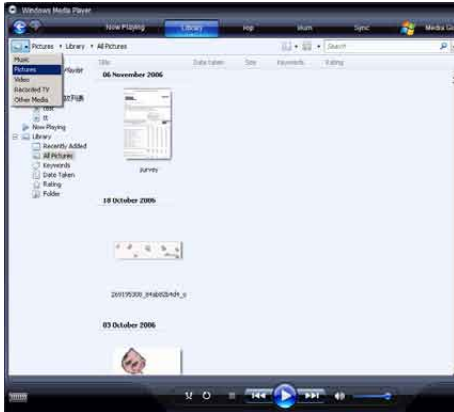 Windows Media Player
Now Playing Library Rip Burn Sync Media G
Pictures Library All Pictures Search
Music
Pictures
Video
Recorded TV
Other Media
Playlist
Title Date taken Size Keywords Rating
06 November 2006
Now Playing
Library
Recently Added
All Pictures
Keywords
Date Taken
Rating
Folder
survey
18 October 2006
03 October 2006